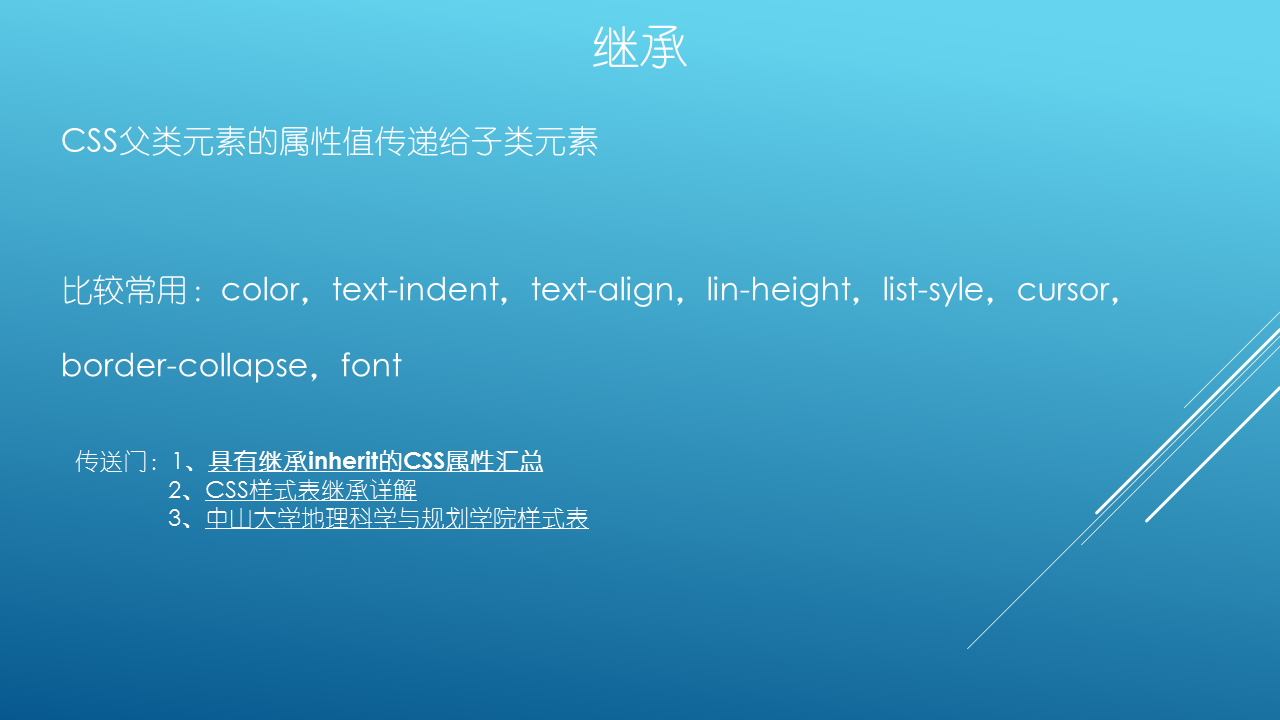 继承
CSS父类元素的属性值传递给子类元素
比较常用：color，text-indent，text-align，lin-height，list-syle，cursor，
border-collapse，font
传送门：1、具有继承inherit的CSS属性汇总
2、CSS样式表继承详解
3、中山大学地理科学与规划学院样式表